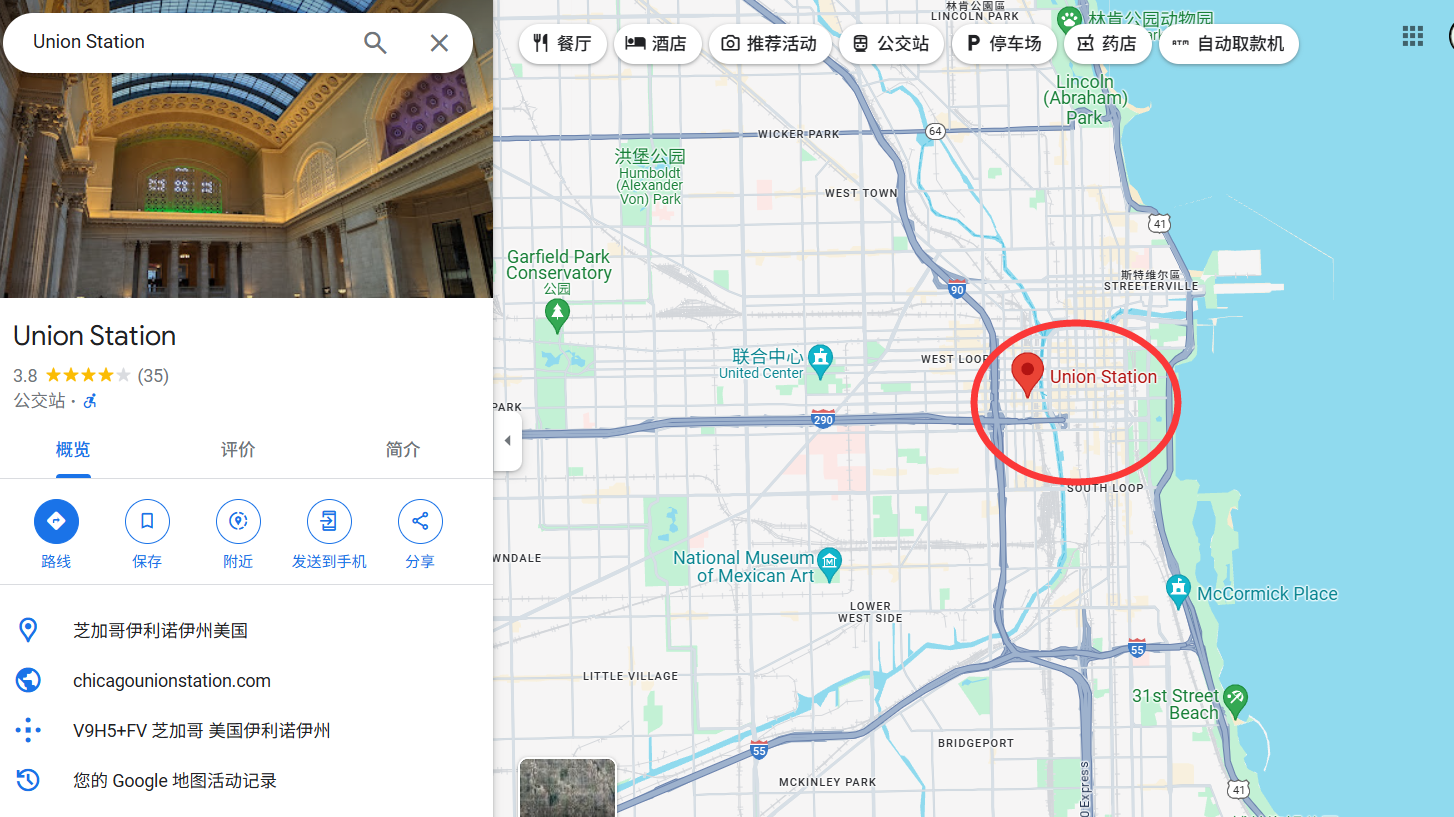 Union Station
Union Station
3.8
(35)
公交站 ·
概览
评价
简介
路线
保存
附近
发送到手机
分享
芝加哥伊利诺伊州美国
chicagounionstation.com
V9H5+FV 芝加哥 美国伊利诺伊州
您的 Google 地图活动记录
餐厅
酒店
推荐活动
公交站
P 停车场
药店
ATM 自动取款机
林肯公園區
LINCOLN PARK
林肯公园动物园
Lincoln
(Abraham)
Park
WICKER PARK
64
洪堡公园
Humboldt
(Alexander
Von) Park
WEST TOWN
41
Garfield Park
Conservatory
公园
斯特维尔區
STREETERVILLE
90
联合中心
United Center
WEST LOOP
Union Station
PARK
290
SOUTH LOOP
WNDALE
National Museum
of Mexican Art
McCormick Place
LOWER
WEST SIDE
55
LITTLE VILLAGE
31st Street
Beach
BRIDGEPORT
55
MCKINLEY PARK
41
0 Express